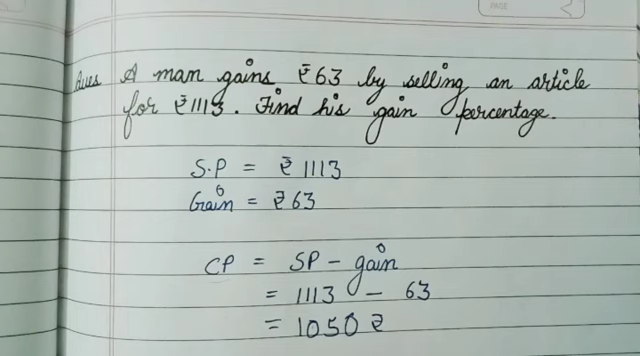 PAGE
Ques A man gains ₹63 by selling an article
for ₹1113. Find his gain percentage.
S.P = ₹1113
Gain = ₹63
CP = SP - gain
= 1113 - 63
= 1050 ₹